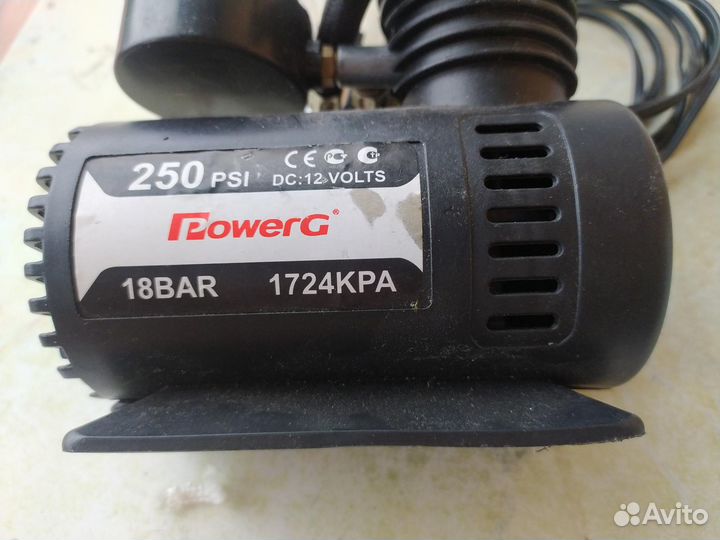 250 PSI
DC:12 VOLTS
PowerG®
18BAR 1724KPA
Avito